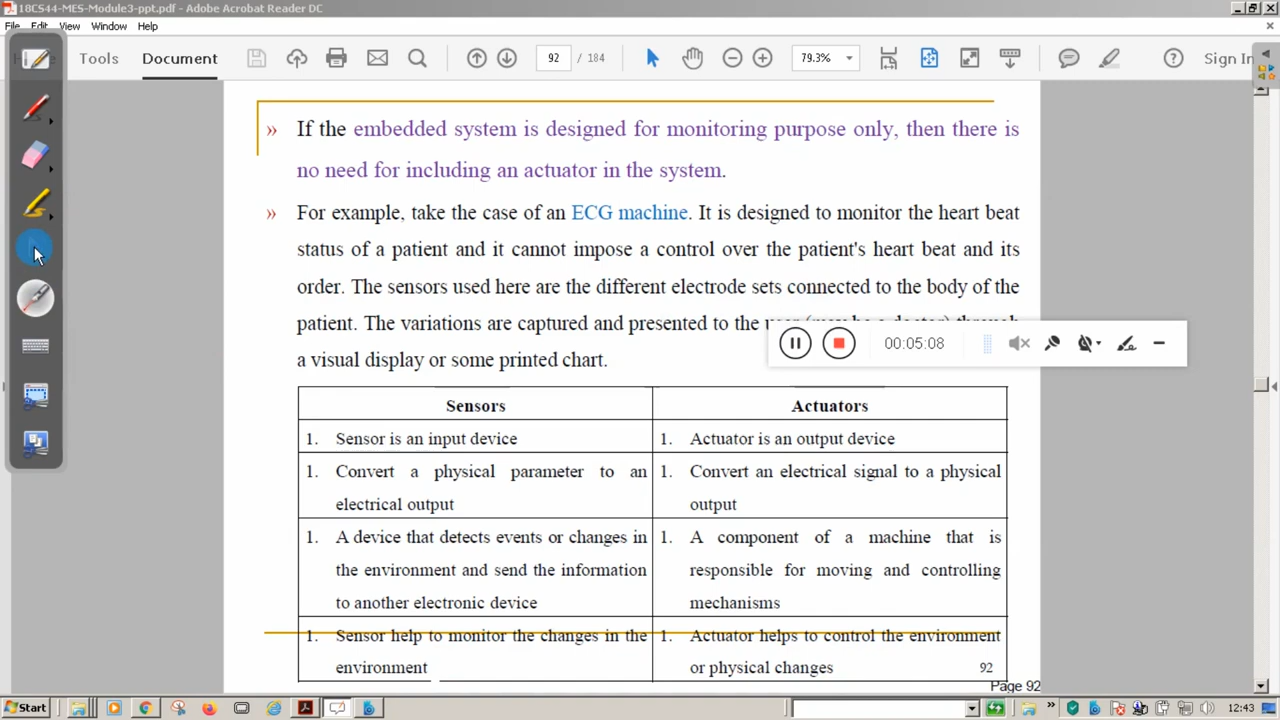 18CS44-MES-Module3-ppt.pdf - Adobe Acrobat Reader DC
File Edit View Window Help
Tools Document 92 / 184 79.3% Sign In
» If the embedded system is designed for monitoring purpose only, then there is
no need for including an actuator in the system.
» For example, take the case of an ECG machine. It is designed to monitor the heart beat
status of a patient and it cannot impose a control over the patient's heart beat and its
order. The sensors used here are the different electrode sets connected to the body of the
patient. The variations are captured and presented to the
a visual display or some printed chart.
00:05:08
Sensors Actuators
1. Sensor is an input device 1. Actuator is an output device
1. Convert a physical parameter to an 1. Convert an electrical signal to a physical
electrical output output
1. A device that detects events or changes in 1. A component of a machine that is
the environment and send the information responsible for moving and controlling
to another electronic device mechanisms
1. Sensor help to monitor the changes in the 1. Actuator helps to control the environment
environment or physical changes 92
Page 92
Start 12:43